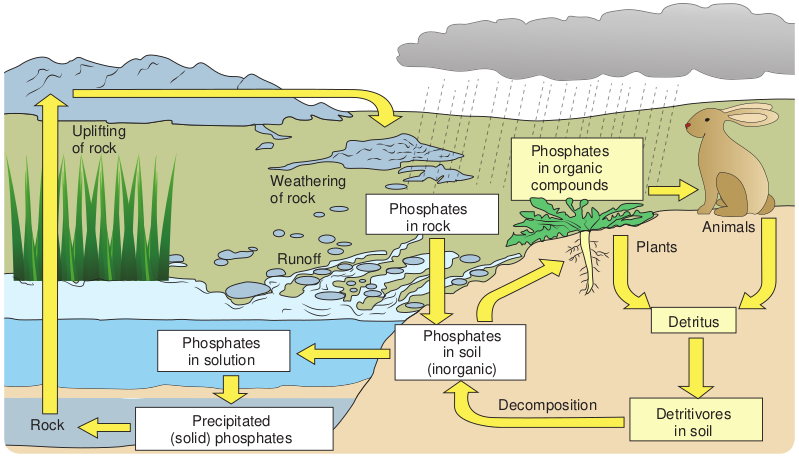 Uplifting
of rock
Phosphates
in organic
compounds
Weathering
of rock
Phosphates
in rock
Animals
Plants
Runoff
Detritus
Phosphates
in solution
Phosphates
in soil
(inorganic)
Decomposition
Detritivores
in soil
Rock
Precipitated
(solid) phosphates